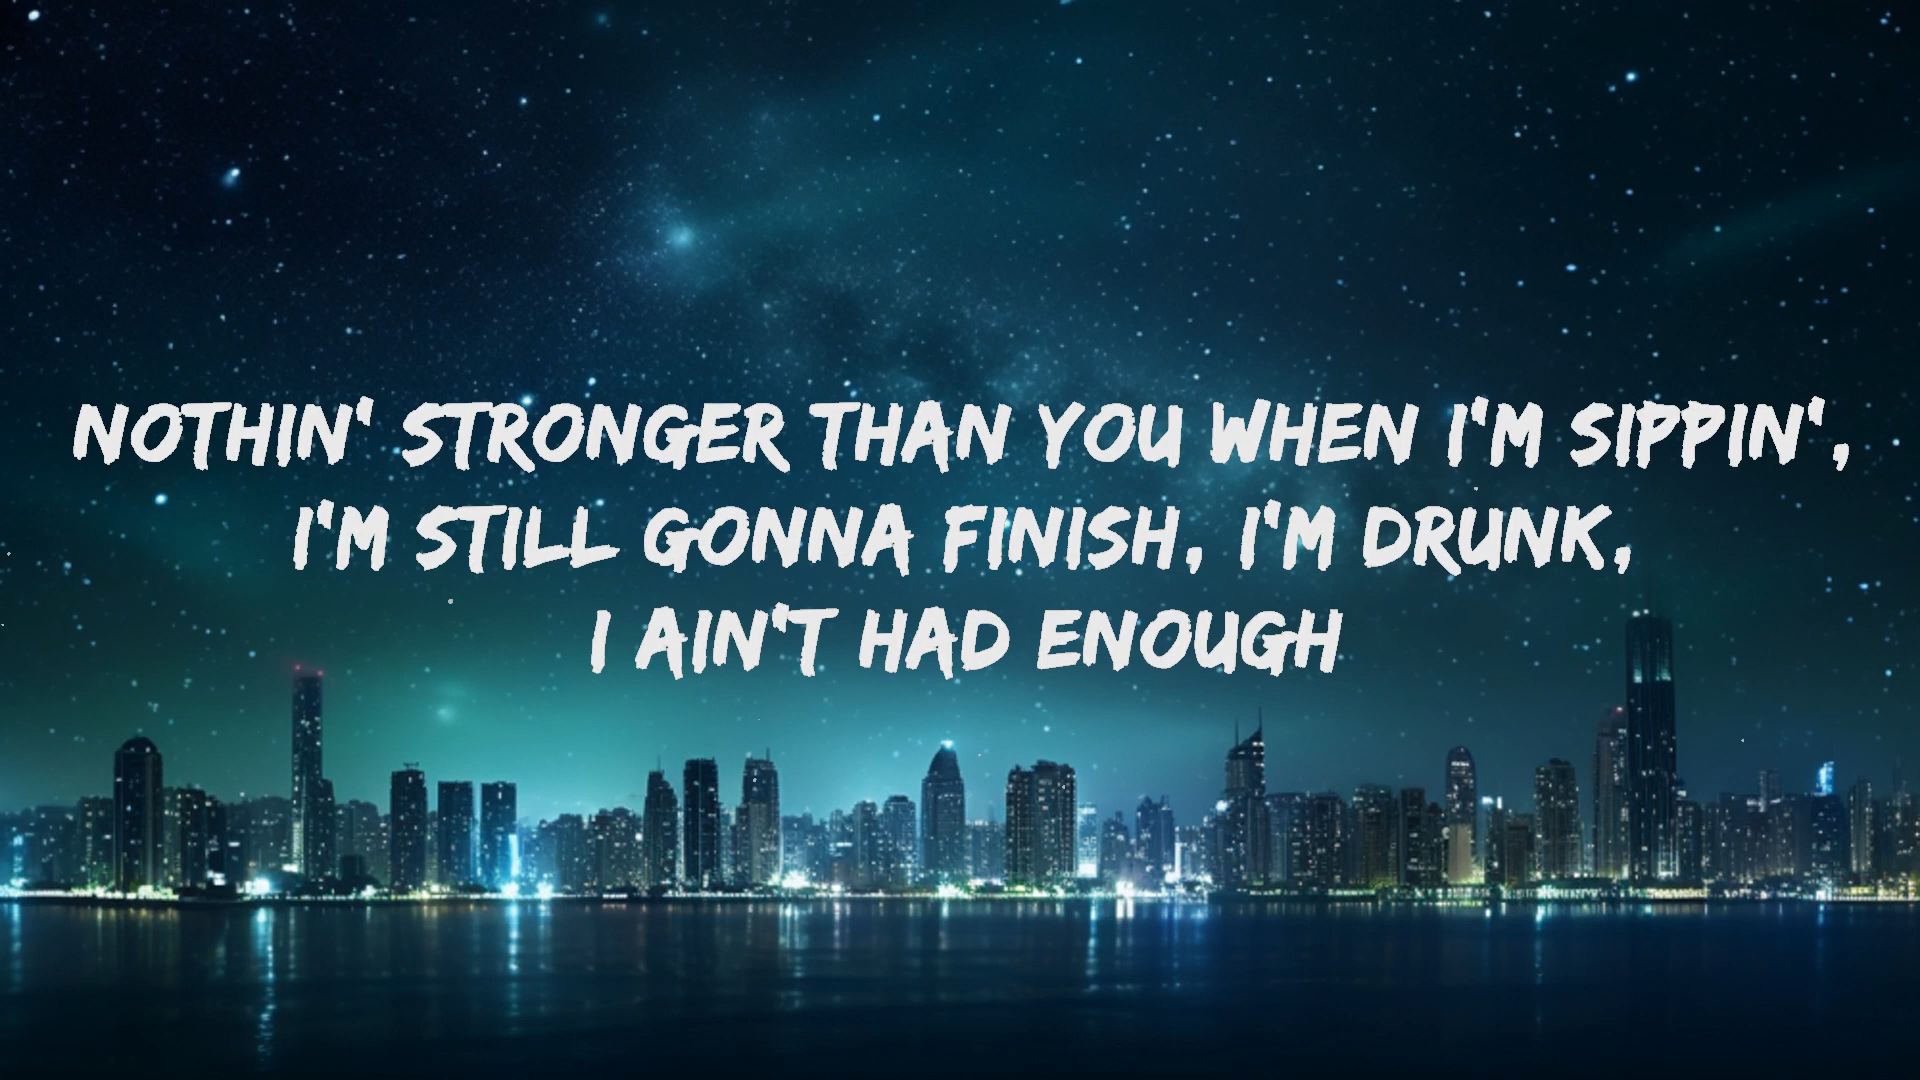 NOTHIN' STRONGER THAN YOU WHEN I'M SIPPIN',
I'M STILL GONNA FINISH, I'M DRUNK,
I AIN'T HAD ENOUGH